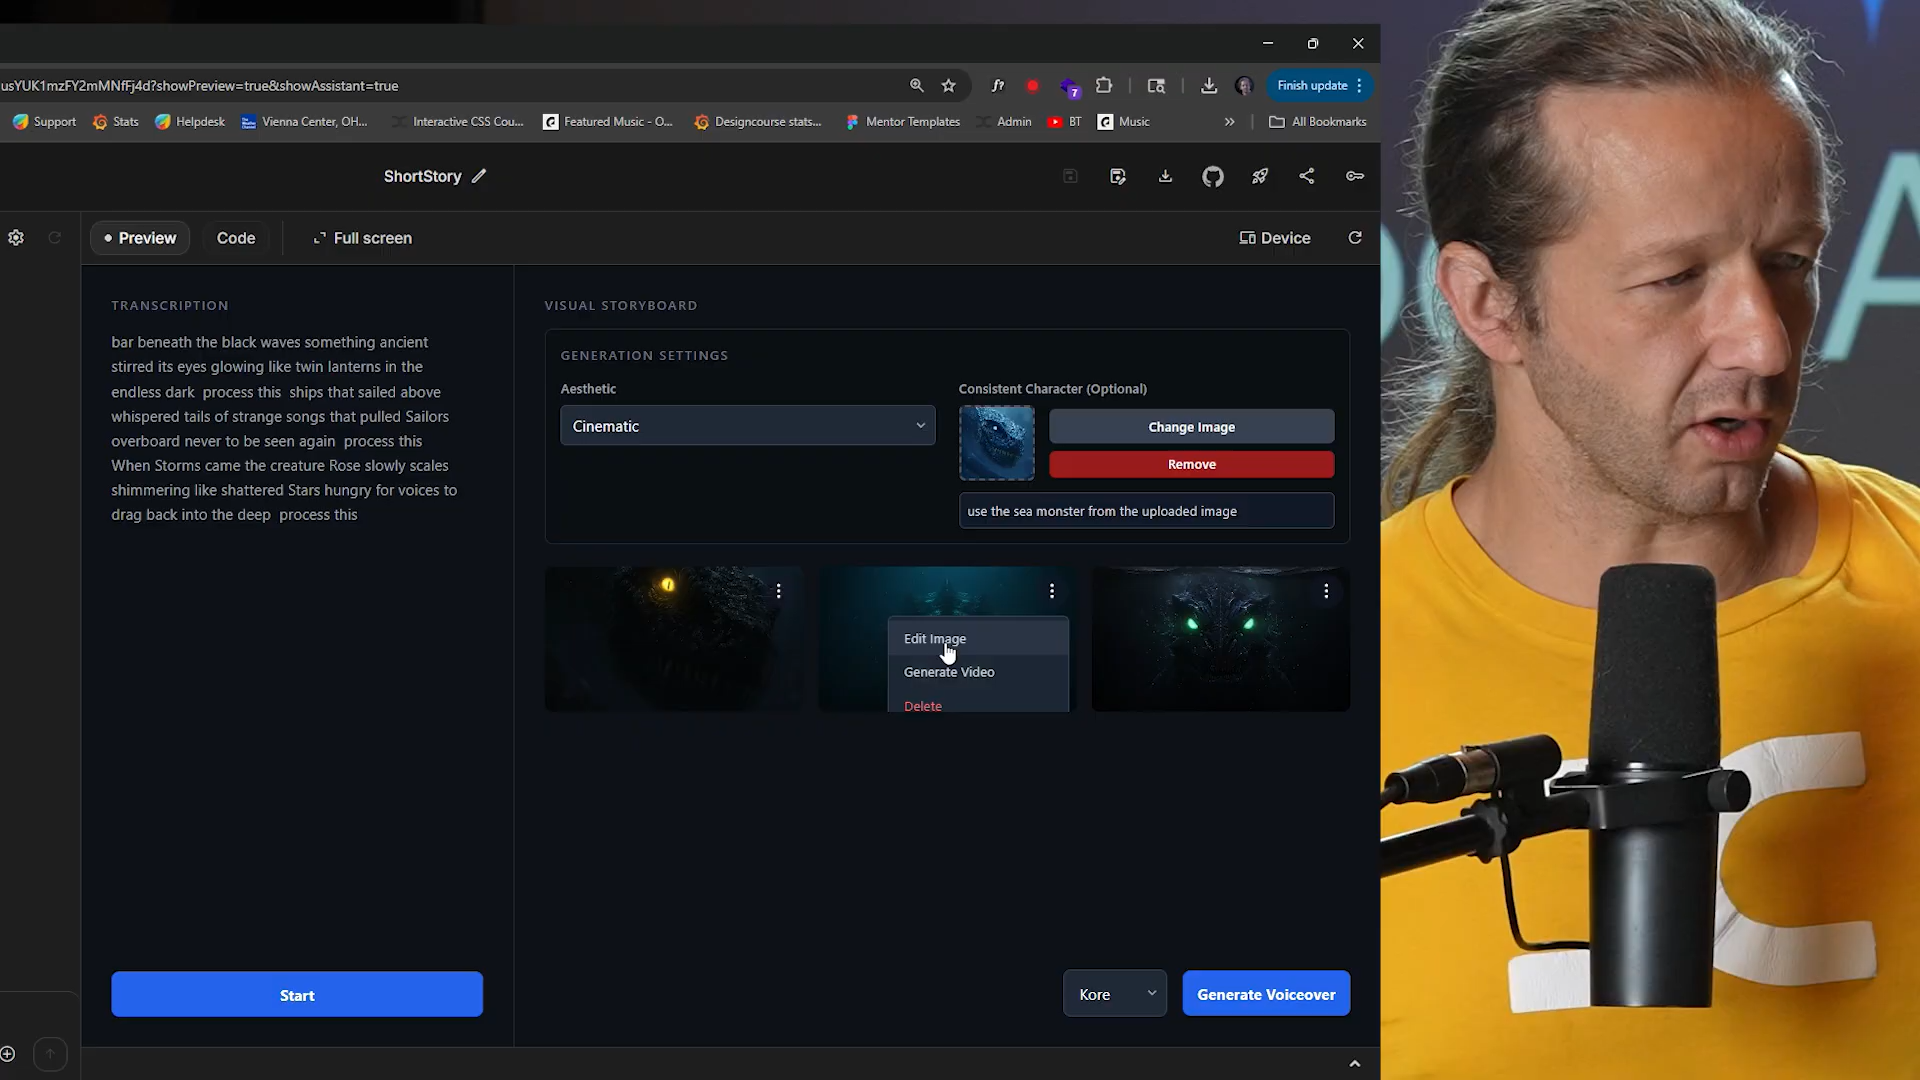 usYUK1mzFY2mMNfFj4d?showPreview=true&showAssistant=true
f?
7
Finish update
Support
Stats
Helpdesk
Vienna Center, OH...
Interactive CSS Cou...
Featured Music - O...
Designcourse stats...
Mentor Templates
Admin
BT
Music
All Bookmarks
ShortStory
Preview
Code
Full screen
Device
TRANSCRIPTION
bar beneath the black waves something ancient
stirred its eyes glowing like twin lanterns in the
endless dark process this ships that sailed above
whispered tails of strange songs that pulled Sailors
overboard never to be seen again process this
When Storms came the creature Rose slowly scales
shimmering like shattered Stars hungry for voices to
drag back into the deep process this
Start
VISUAL STORYBOARD
GENERATION SETTINGS
Aesthetic
Cinematic
Consistent Character (Optional)
Change Image
Remove
use the sea monster from the uploaded image
Edit Image
Generate Video
Delete
Kore
Generate Voiceover